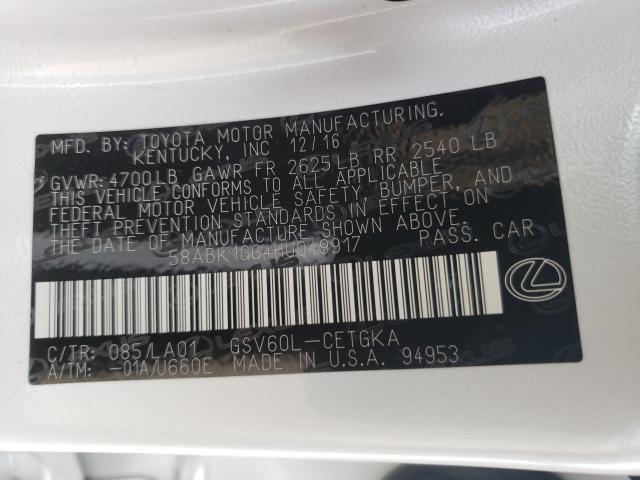 MFD. BY: TOYOTA MOTOR MANUFACTURING.
KENTUCKY, INC 12/16
GVWR: 4700LB GAWR FR 2625LB RR 2540 LB
THIS VEHICLE CONFORMS TO ALL APPLICABLE
FEDERAL MOTOR VEHICLE SAFETY, BUMPER, AND
THEFT PREVENTION STANDARDS IN EFFECT ON
THE DATE OF MANUFACTURE SHOWN ABOVE.
58ABK1GG4HU049917 PASS. CAR
C/TR: 085/LA01 GSV60L-CETGKA
A/TM: -01A/U660E MADE IN U.S.A. 94953